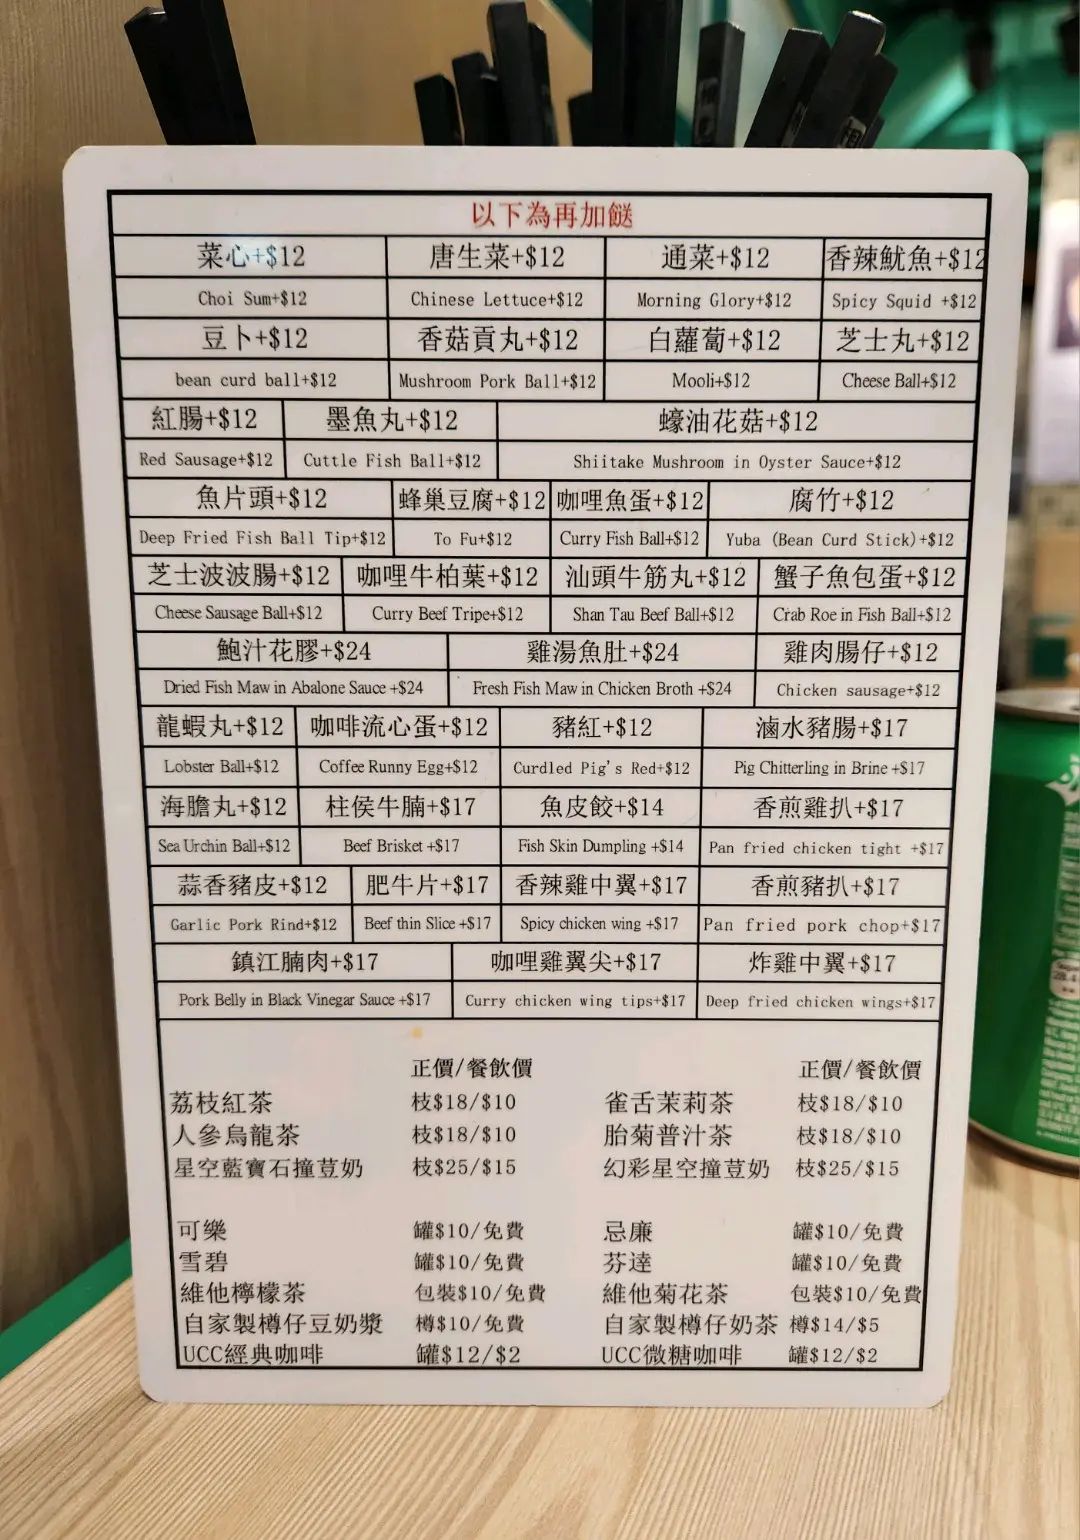 以下為再加餸
菜心+$12 唐生菜+$12 通菜+$12 香辣魷魚+$12
Choi Sum+$12 Chinese Lettuce+$12 Morning Glory+$12 Spicy Squid +$12
豆卜+$12 香菇貢丸+$12 白蘿蔔+$12 芝士丸+$12
bean curd ball+$12 Mushroom Pork Ball+$12 Mooli+$12 Cheese Ball+$12
紅腸+$12 墨魚丸+$12 蠔油花菇+$12
Red Sausage+$12 Cuttle Fish Ball+$12 Shiitake Mushroom in Oyster Sauce+$12
魚片頭+$12 蜂巢豆腐+$12 咖哩魚蛋+$12 腐竹+$12
Deep Fried Fish Ball Tip+$12 To Fu+$12 Curry Fish Ball+$12 Yuba (Bean Curd Stick)+$12
芝士波波腸+$12 咖哩牛柏葉+$12 汕頭牛筋丸+$12 蟹子魚包蛋+$12
Cheese Sausage Ball+$12 Curry Beef Tripe+$12 Shan Tau Beef Ball+$12 Crab Roe in Fish Ball+$12
鮑汁花膠+$24 雞湯魚肚+$24 雞肉腸仔+$12
Dried Fish Maw in Abalone Sauce +$24 Fresh Fish Maw in Chicken Broth +$24 Chicken sausage+$12
龍蝦丸+$12 咖啡流心蛋+$12 豬紅+$12 滷水豬腸+$17
Lobster Ball+$12 Coffee Runny Egg+$12 Curdled Pig's Red+$12 Pig Chitterling in Brine +$17
海膽丸+$12 柱侯牛腩+$17 魚皮餃+$14 香煎雞扒+$17
Sea Urchin Ball+$12 Beef Brisket +$17 Fish Skin Dumpling +$14 Pan fried chicken tight +$17
蒜香豬皮+$12 肥牛片+$17 香辣雞中翼+$17 香煎豬扒+$17
Garlic Pork Rind+$12 Beef thin Slice +$17 Spicy chicken wing +$17 Pan fried pork chop+$17
鎮江腩肉+$17 咖哩雞翼尖+$17 炸雞中翼+$17
Pork Belly in Black Vinegar Sauce +$17 Curry chicken wing tips+$17 Deep fried chicken wings+$17
正價/餐飲價 正價/餐飲價
荔枝紅茶 枝$18/$10 雀舌茉莉茶 枝$18/$10
人參烏龍茶 枝$18/$10 胎菊普汁茶 枝$18/$10
星空藍寶石撞荳奶 枝$25/$15 幻彩星空撞荳奶 枝$25/$15
可樂 罐$10/免費 忌廉 罐$10/免費
雪碧 罐$10/免費 芬達 罐$10/免費
維他檸檬茶 包裝$10/免費 維他菊花茶 包裝$10/免費
自家製樽仔豆奶漿 樽$10/免費 自家製樽仔奶茶 樽$14/$5
UCC經典咖啡 罐$12/$2 UCC微糖咖啡 罐$12/$2